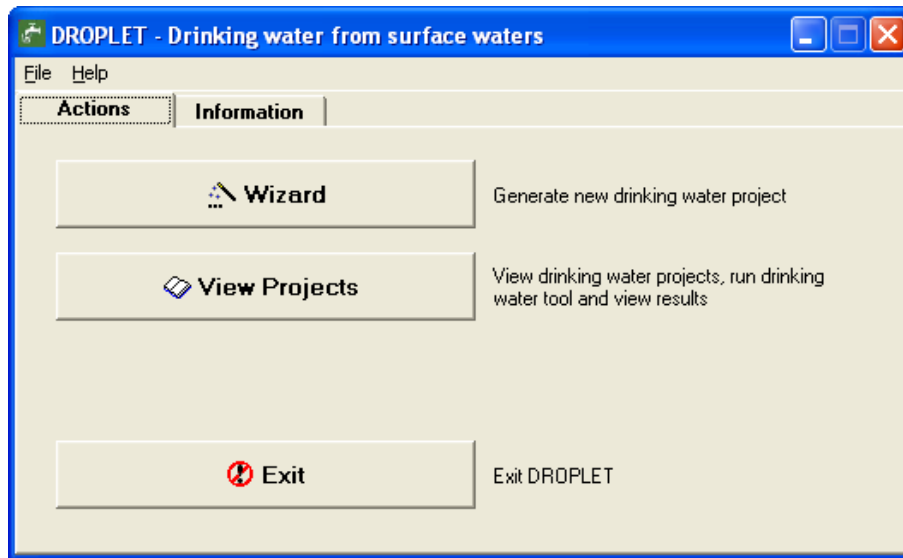 DROPLET - Drinking water from surface waters
File Help
Actions Information
Wizard
Generate new drinking water project
View Projects
View drinking water projects, run drinking
water tool and view results
Exit
Exit DROPLET